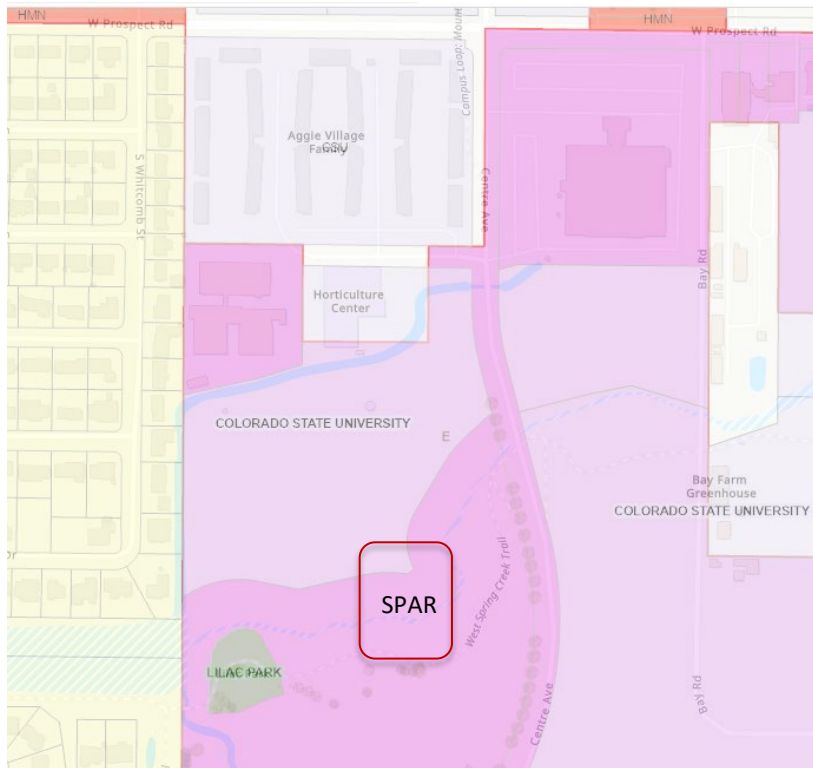 HMN
W Prospect Rd
HMN
W Prospect Rd
Campus Loop: Moun
Aggie Village
Family
CSU
S Whitcomb St
Centre Ave
Bay Rd
Horticulture
Center
COLORADO STATE UNIVERSITY
E
Bay Farm
Greenhouse
COLORADO STATE UNIVERSITY
Dr
West Spring Creek Trail
SPAR
LILAC PARK
Bay Rd
Centre Ave